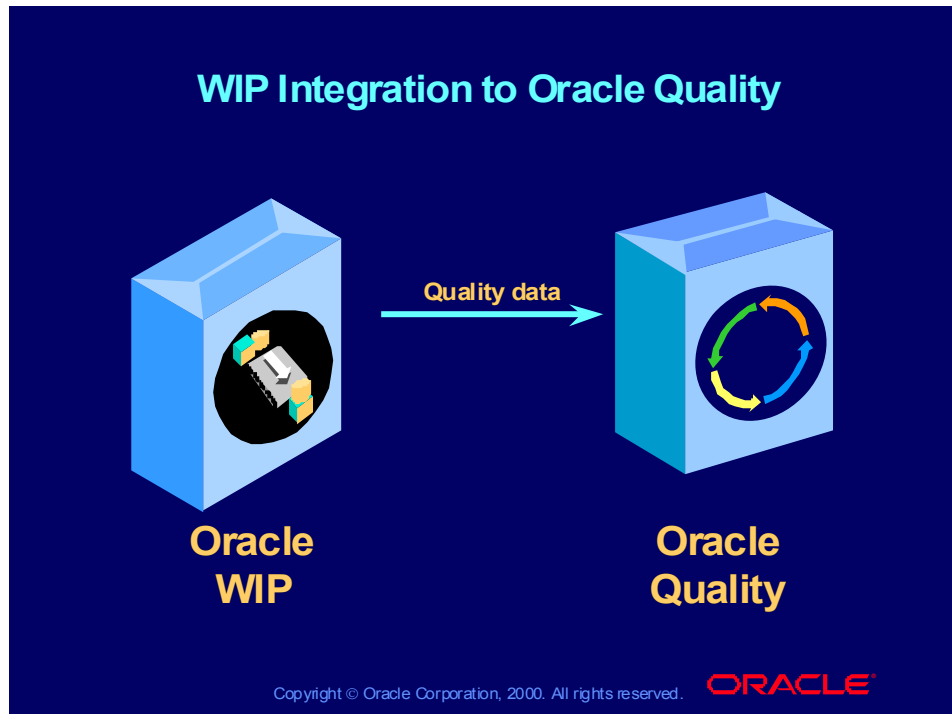 WIP Integration to Oracle Quality
Quality data
Oracle
WIP
Oracle
Quality
Copyright © Oracle Corporation, 2000. All rights reserved.
ORACLE®